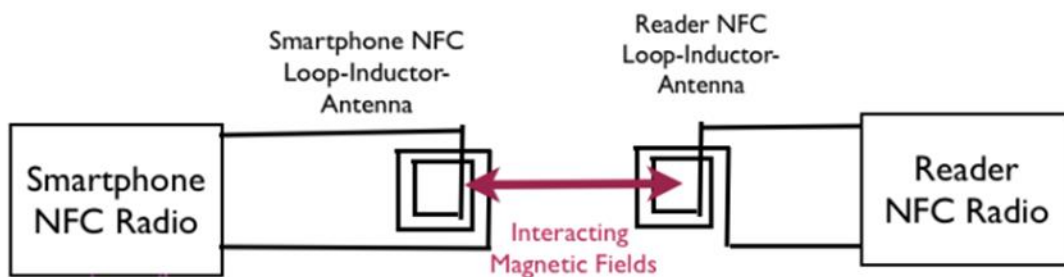 Smartphone NFC
Loop-Inductor-
Antenna
Reader NFC
Loop-Inductor-
Antenna
Smartphone
NFC Radio
Reader
NFC Radio
Interacting
Magnetic Fields